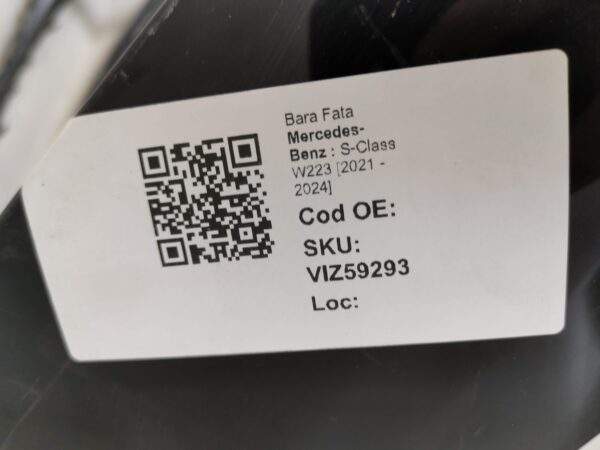 Bara Fata
Mercedes-
Benz : S-Class
W223 [2021 -
2024]
Cod OE:
SKU:
VIZ59293
Loc: